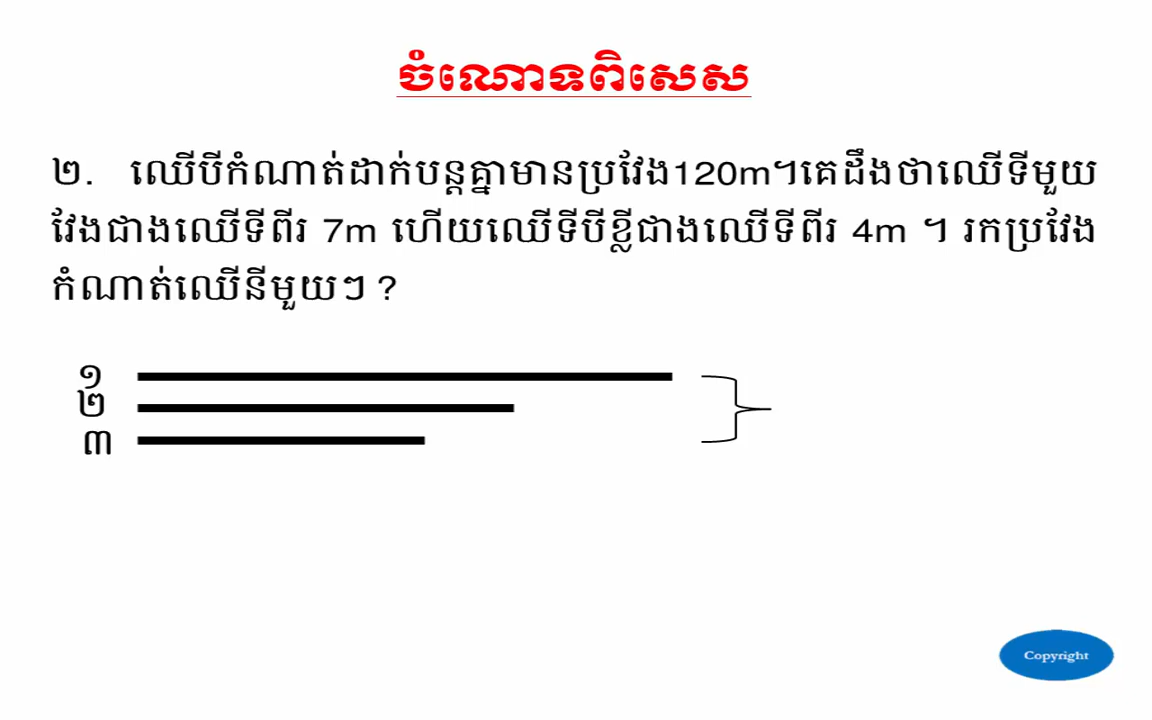 ចំណោទពិសេស
២. ឈើបីកំណាត់ដាក់បន្តគ្នាមានប្រវែង120m។គេដឹងថាឈើទីមួយ
វែងជាងឈើទីពីរ 7m ហើយឈើទីបីខ្លីជាងឈើទីពីរ 4m ។ រកប្រវែង
កំណាត់ឈើនីមួយៗ ?
១
២
៣
Copyright